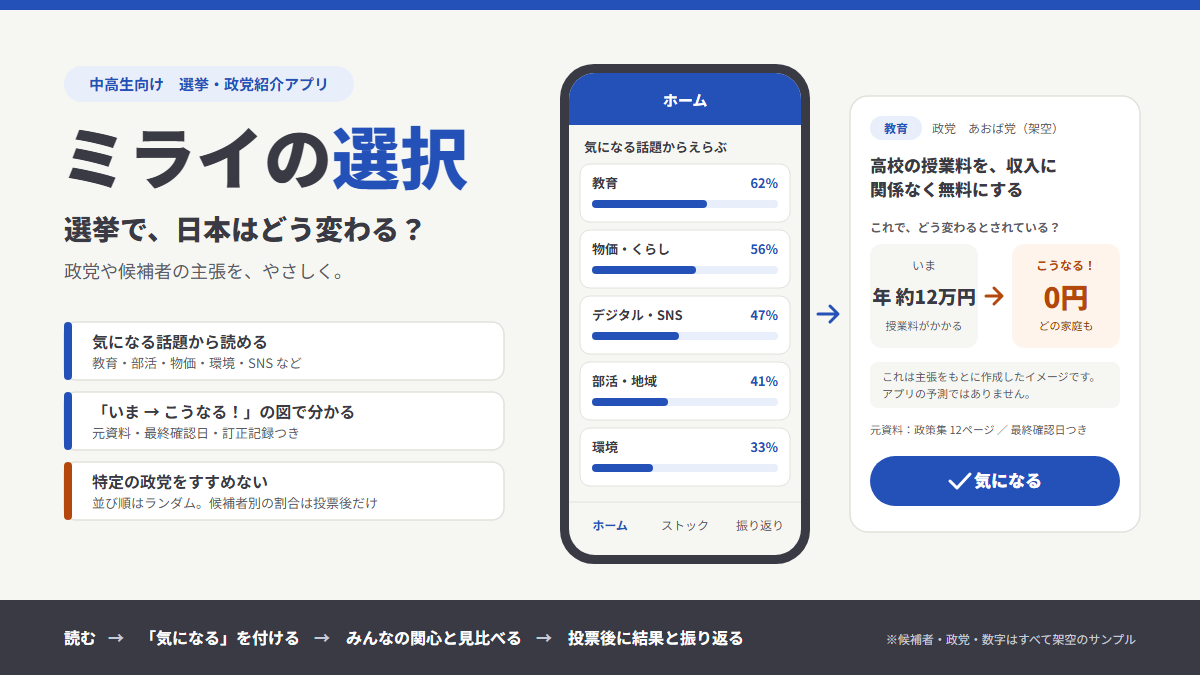 中高生向け　選挙・政党紹介アプリ
ミライの選択
選挙で、日本はどう変わる？
政党や候補者の主張を、やさしく。
気になる話題から読める
教育・部活・物価・環境・SNS など
「いま → こうなる！」の図で分かる
元資料・最終確認日・訂正記録つき
特定の政党をすすめない
並び順はランダム。候補者別の割合は投票後だけ
ホーム
気になる話題からえらぶ
教育 62%
物価・くらし 56%
デジタル・SNS 47%
部活・地域 41%
環境 33%
ホーム ストック 振り返り
→
教育 政党　あおば党（架空）
高校の授業料を、収入に
関係なく無料にする
これで、どう変わるとされている？
いま
年 約12万円
授業料がかかる
→
こうなる！
0円
どの家庭も
これは主張をもとに作成したイメージです。
アプリの予測ではありません。
元資料：政策集 12ページ ／ 最終確認日つき
✓気になる
読む → 「気になる」を付ける → みんなの関心と見比べる → 投票後に結果と振り返る
※候補者・政党・数字はすべて架空のサンプル